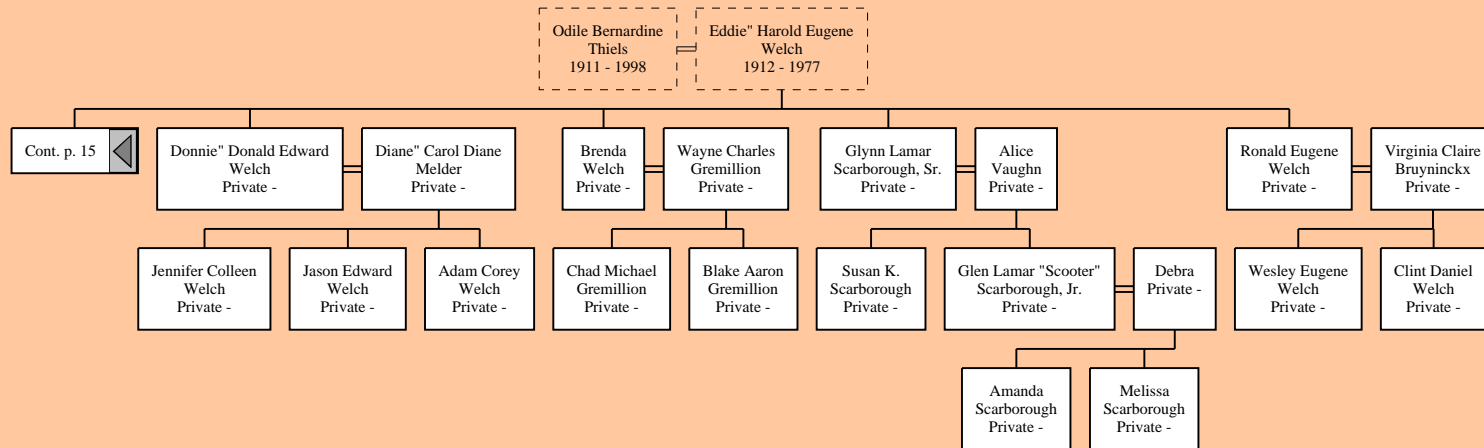 Odile Bernardine
Thiels
1911 - 1998
Eddie" Harold Eugene
Welch
1912 - 1977
Cont. p. 15
Donnie" Donald Edward
Welch
Private -
Diane" Carol Diane
Melder
Private -
Brenda
Welch
Private -
Wayne Charles
Gremillion
Private -
Glynn Lamar
Scarborough, Sr.
Private -
Alice
Vaughn
Private -
Ronald Eugene
Welch
Private -
Virginia Claire
Bruyninckx
Private -
Jennifer Colleen
Welch
Private -
Jason Edward
Welch
Private -
Adam Corey
Welch
Private -
Chad Michael
Gremillion
Private -
Blake Aaron
Gremillion
Private -
Susan K.
Scarborough
Private -
Glen Lamar "Scooter"
Scarborough, Jr.
Private -
Debra
Private -
Wesley Eugene
Welch
Private -
Clint Daniel
Welch
Private -
Amanda
Scarborough
Private -
Melissa
Scarborough
Private -